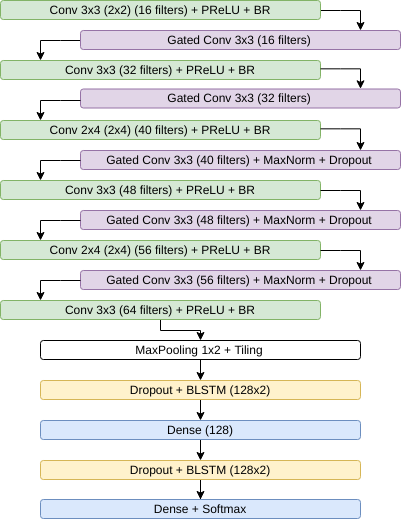 Conv 3x3 (2x2) (16 filters) + PReLU + BR
Gated Conv 3x3 (16 filters)
Conv 3x3 (32 filters) + PReLU + BR
Gated Conv 3x3 (32 filters)
Conv 2x4 (2x4) (40 filters) + PReLU + BR
Gated Conv 3x3 (40 filters) + MaxNorm + Dropout
Conv 3x3 (48 filters) + PReLU + BR
Gated Conv 3x3 (48 filters) + MaxNorm + Dropout
Conv 2x4 (2x4) (56 filters) + PReLU + BR
Gated Conv 3x3 (56 filters) + MaxNorm + Dropout
Conv 3x3 (64 filters) + PReLU + BR
MaxPooling 1x2 + Tiling
Dropout + BLSTM (128x2)
Dense (128)
Dropout + BLSTM (128x2)
Dense + Softmax